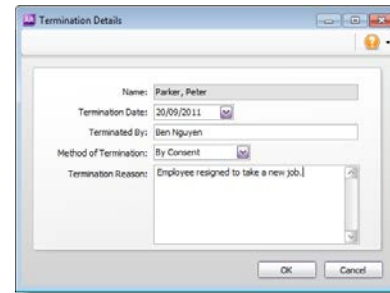 Termination Details
Name: Parker, Peter
Termination Date: 20/09/2011
Terminated By: Ben Nguyen
Method of Termination: By Consent
Termination Reason: Employee resigned to take a new job.
OK Cancel